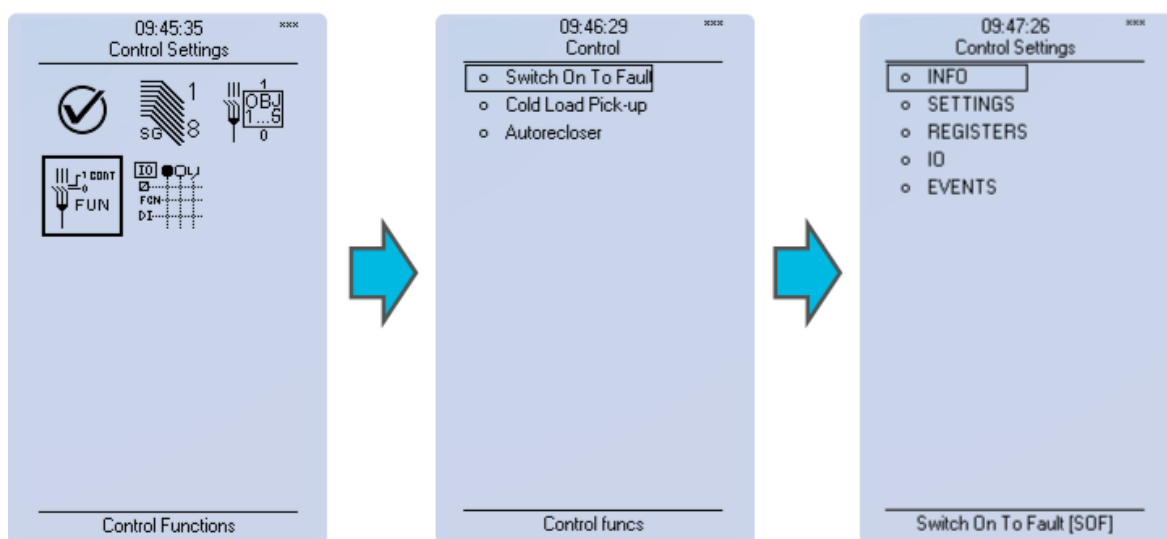 09:45:35 ***
Control Settings
1
SG 8
1
OBJ
1...5
0
1 CONT
0
FUN
IO
FCN
DI
Control Functions
09:46:29 ***
Control
Switch On To Faul
Cold Load Pick-up
Autorecloser
Control funcs
09:47:26 ***
Control Settings
INFO
SETTINGS
REGISTERS
IO
EVENTS
Switch On To Fault [SOF]